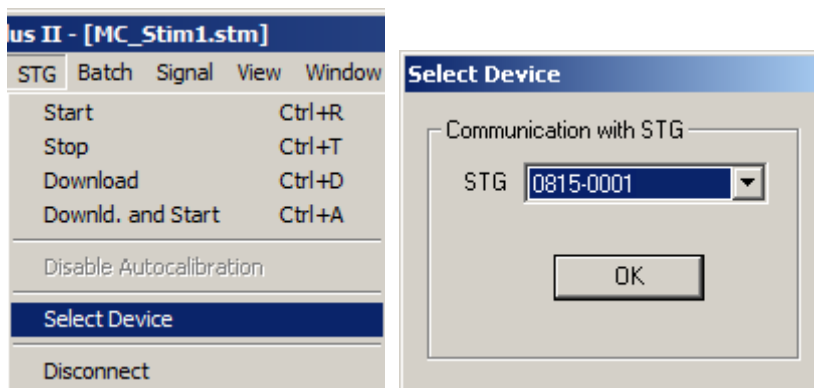 lus II - [MC_Stim1.stm]
STG Batch Signal View Window
Start Ctrl+R
Stop Ctrl+T
Download Ctrl+D
Downld. and Start Ctrl+A
Disable Autocalibration
Select Device
Disconnect
Select Device
Communication with STG
STG 0815-0001
OK